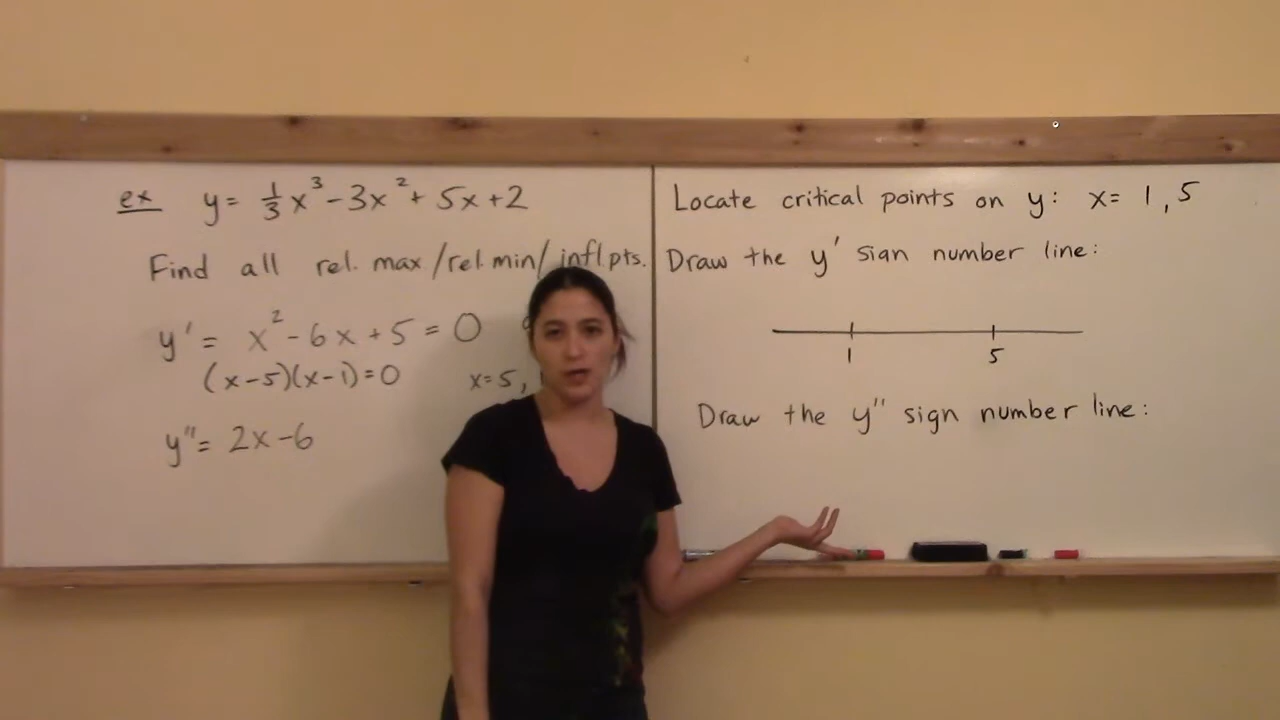 ex y = 1/3 x³ - 3x² + 5x + 2
Find all rel. max / rel. min / infl. pts.
y' = x² - 6x + 5 = 0
(x-5)(x-1) = 0 x = 5,
y'' = 2x - 6
Locate critical points on y: x = 1, 5
Draw the y' sign number line:
1 5
Draw the y'' sign number line: